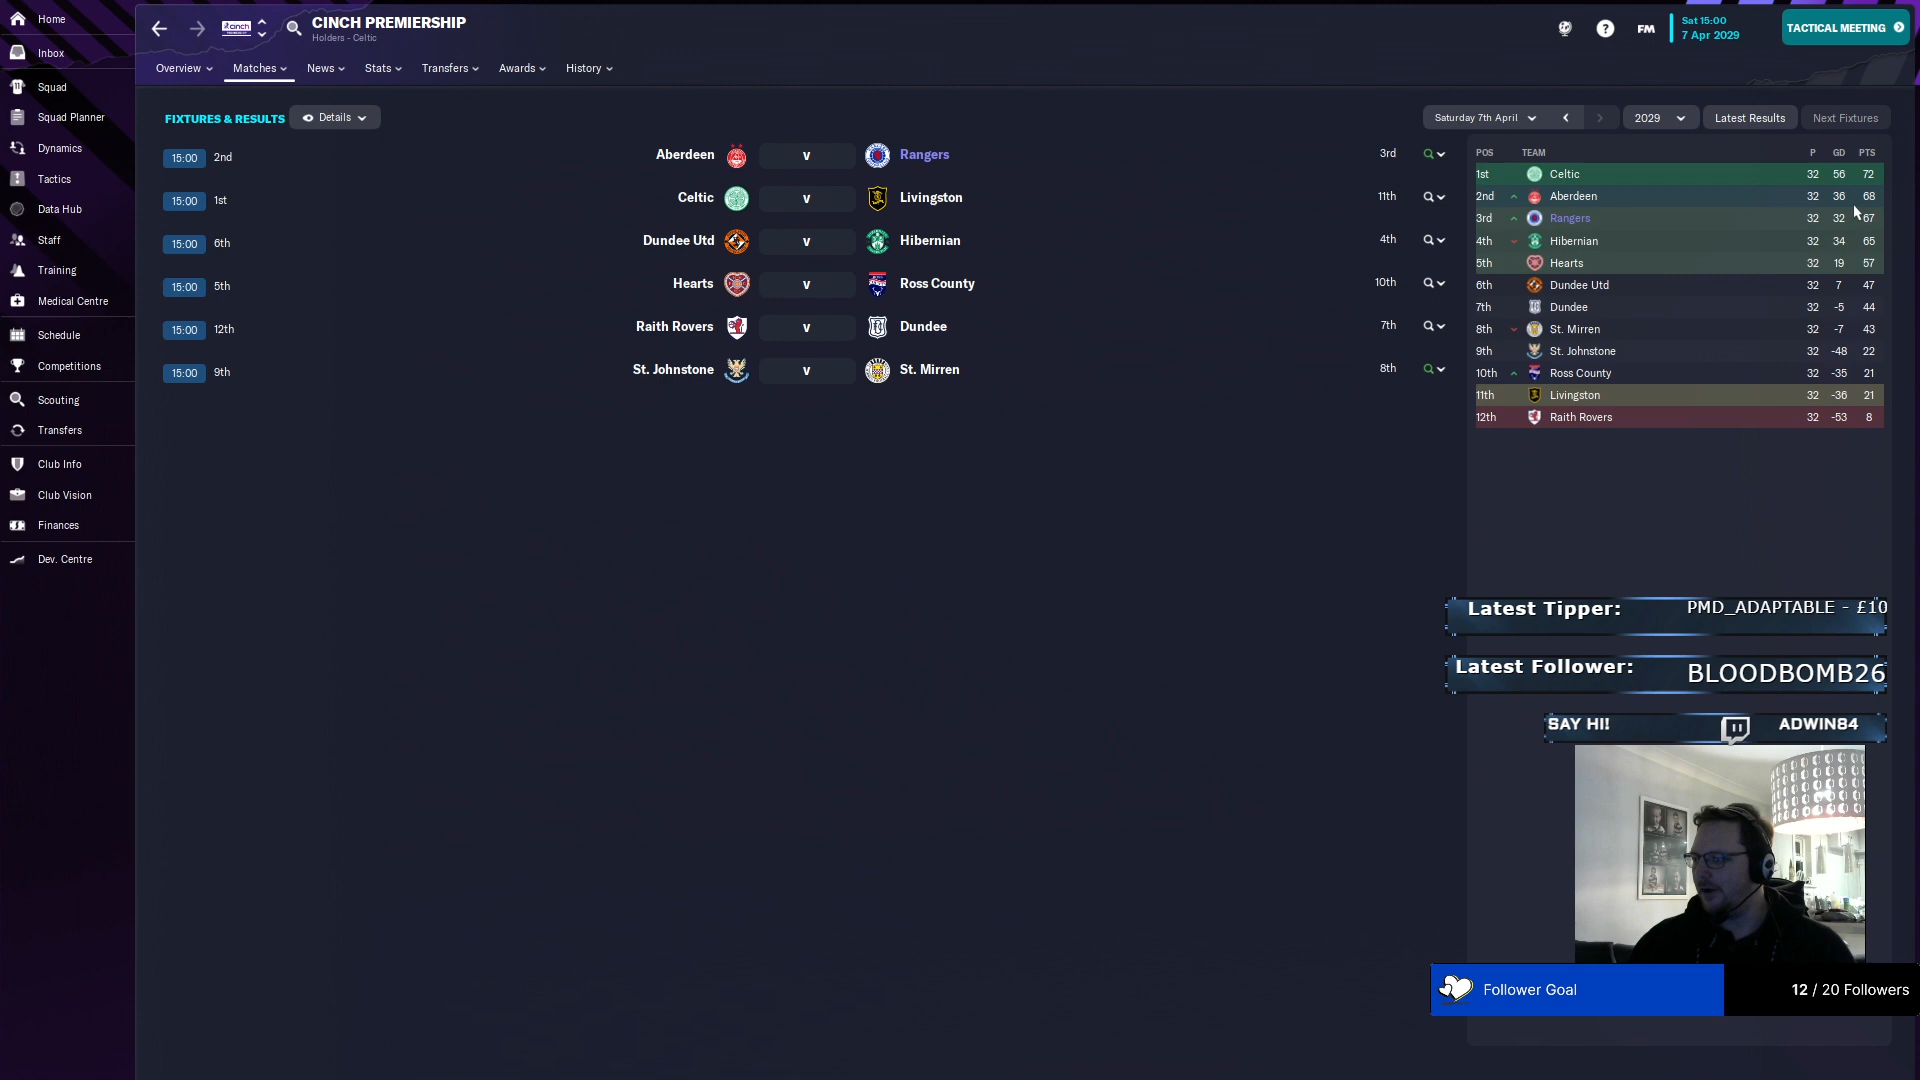 Home
Inbox
Squad
Squad Planner
Dynamics
Tactics
Data Hub
Staff
Training
Medical Centre
Schedule
Competitions
Scouting
Transfers
Club Info
Club Vision
Finances
Dev. Centre
cinch
CINCH PREMIERSHIP
Holders - Celtic
FM
Sat 15:00
7 Apr 2029
TACTICAL MEETING
Overview Matches News Stats Transfers Awards History
FIXTURES & RESULTS Details
Saturday 7th April 2029 Latest Results Next Fixtures
15:00 2nd Aberdeen v Rangers 3rd
15:00 1st Celtic v Livingston 11th
15:00 6th Dundee Utd v Hibernian 4th
15:00 5th Hearts v Ross County 10th
15:00 12th Raith Rovers v Dundee 7th
15:00 9th St. Johnstone v St. Mirren 8th
POS TEAM P GD PTS
1st Celtic 32 56 72
2nd Aberdeen 32 36 68
3rd Rangers 32 32 67
4th Hibernian 32 34 65
5th Hearts 32 19 57
6th Dundee Utd 32 7 47
7th Dundee 32 -5 44
8th St. Mirren 32 -7 43
9th St. Johnstone 32 -48 22
10th Ross County 32 -35 21
11th Livingston 32 -36 21
12th Raith Rovers 32 -53 8
Latest Tipper: PMD_ADAPTABLE - £10
Latest Follower: BLOODBOMB26
SAY HI! ADWIN84
Follower Goal 12 / 20 Followers